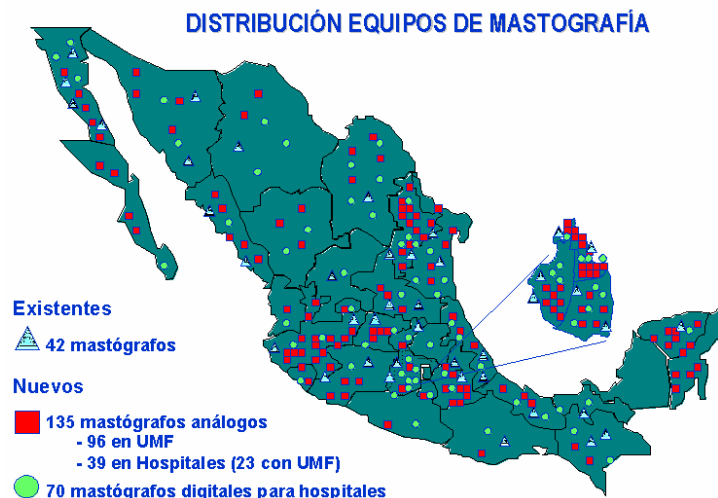 DISTRIBUCIÓN EQUIPOS DE MASTOGRAFÍA
Existentes
42 mastógrafos
Nuevos
135 mastógrafos análogos
- 96 en UMF
- 39 en Hospitales (23 con UMF)
70 mastógrafos digitales para hospitales